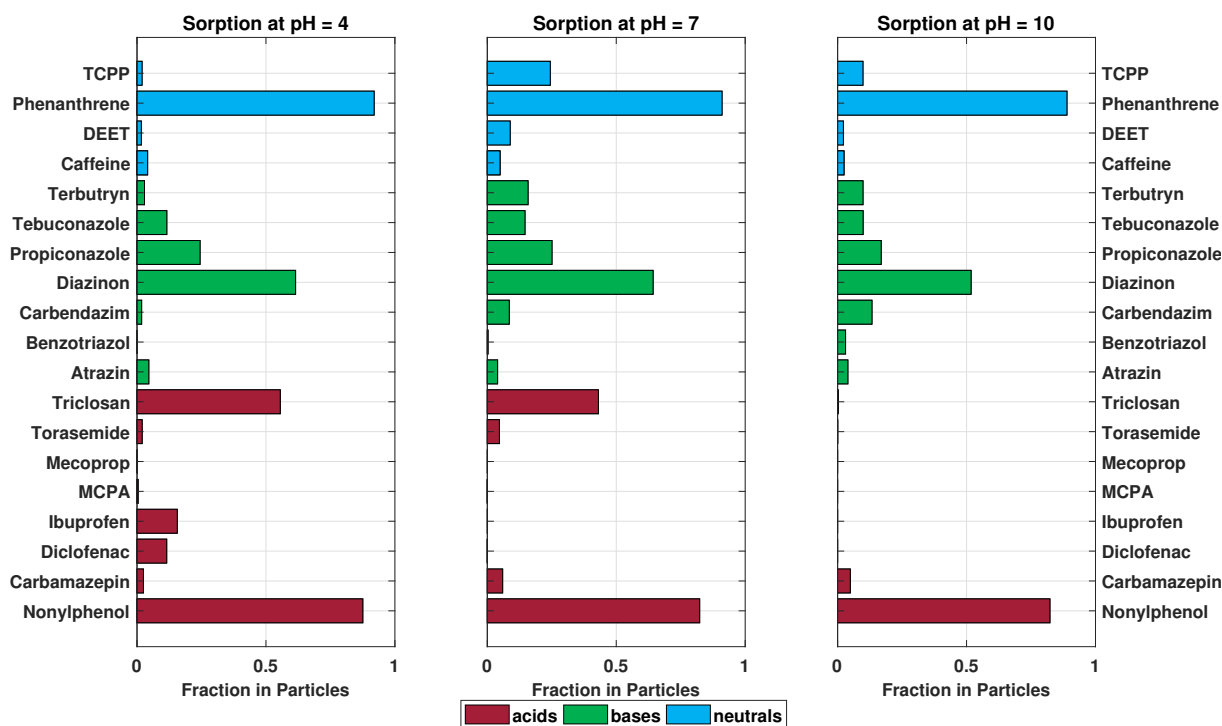 Sorption at pH = 4
Sorption at pH = 7
Sorption at pH = 10
TCPP
Phenanthrene
DEET
Caffeine
Terbutryn
Tebuconazole
Propiconazole
Diazinon
Carbendazim
Benzotriazol
Atrazin
Triclosan
Torasemide
Mecoprop
MCPA
Ibuprofen
Diclofenac
Carbamazepin
Nonylphenol
0 0.5 1
Fraction in Particles
0 0.5 1
Fraction in Particles
TCPP
Phenanthrene
DEET
Caffeine
Terbutryn
Tebuconazole
Propiconazole
Diazinon
Carbendazim
Benzotriazol
Atrazin
Triclosan
Torasemide
Mecoprop
MCPA
Ibuprofen
Diclofenac
Carbamazepin
Nonylphenol
0 0.5 1
Fraction in Particles
acids bases neutrals